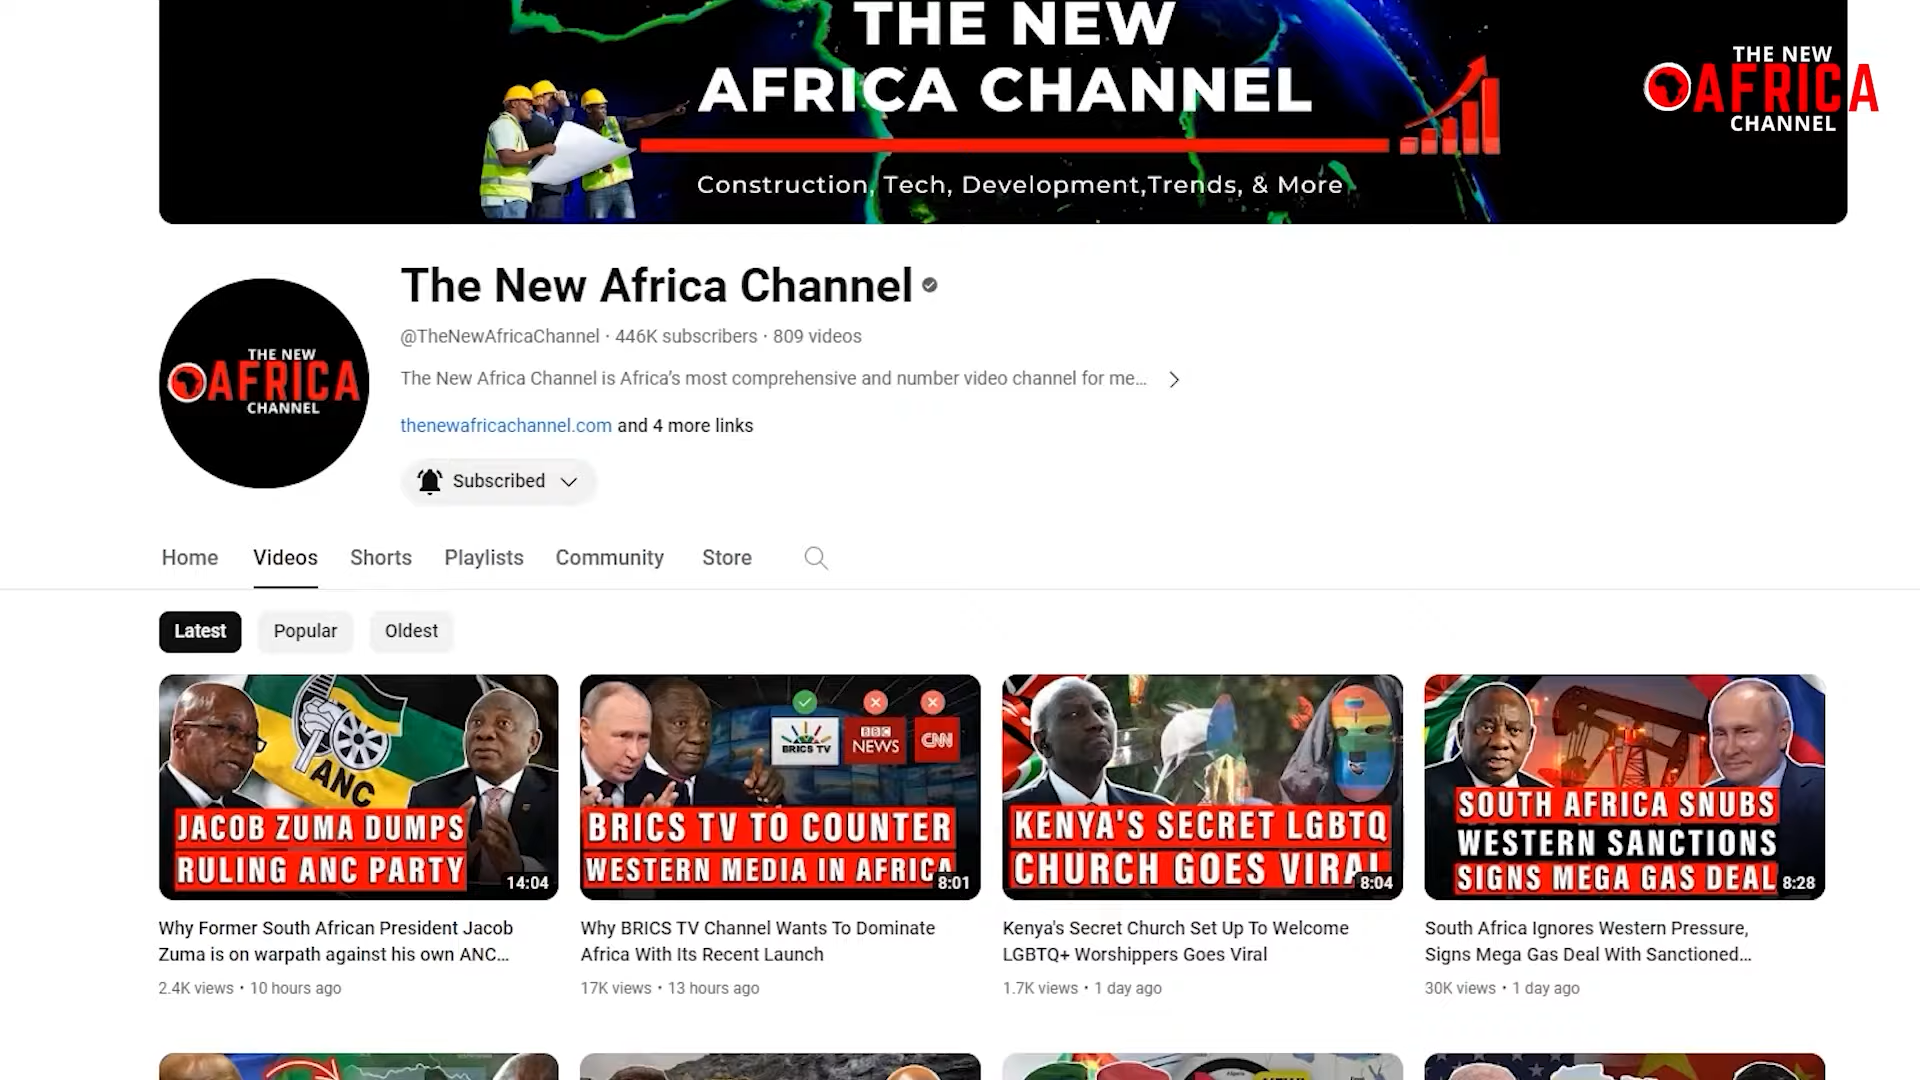 THE NEW
AFRICA CHANNEL
Construction, Tech, Development,Trends, & More
THE NEW
AFRICA
CHANNEL
The New Africa Channel
@TheNewAfricaChannel · 446K subscribers · 809 videos
The New Africa Channel is Africa's most comprehensive and number video channel for me...
thenewafricachannel.com and 4 more links
THE NEW
AFRICA
CHANNEL
Subscribed
Home Videos Shorts Playlists Community Store
Latest Popular Oldest
ANC
JACOB ZUMA DUMPS
RULING ANC PARTY
14:04
BRICS TV
BBC
NEWS
CNN
BRICS TV TO COUNTER
WESTERN MEDIA IN AFRICA
8:01
KENYA'S SECRET LGBTQ
CHURCH GOES VIRAL
8:04
SOUTH AFRICA SNUBS
WESTERN SANCTIONS
SIGNS MEGA GAS DEAL
8:28
Why Former South African President Jacob
Zuma is on warpath against his own ANC...
2.4K views • 10 hours ago
Why BRICS TV Channel Wants To Dominate
Africa With Its Recent Launch
17K views • 13 hours ago
Kenya's Secret Church Set Up To Welcome
LGBTQ+ Worshippers Goes Viral
1.7K views • 1 day ago
South Africa Ignores Western Pressure,
Signs Mega Gas Deal With Sanctioned...
30K views • 1 day ago